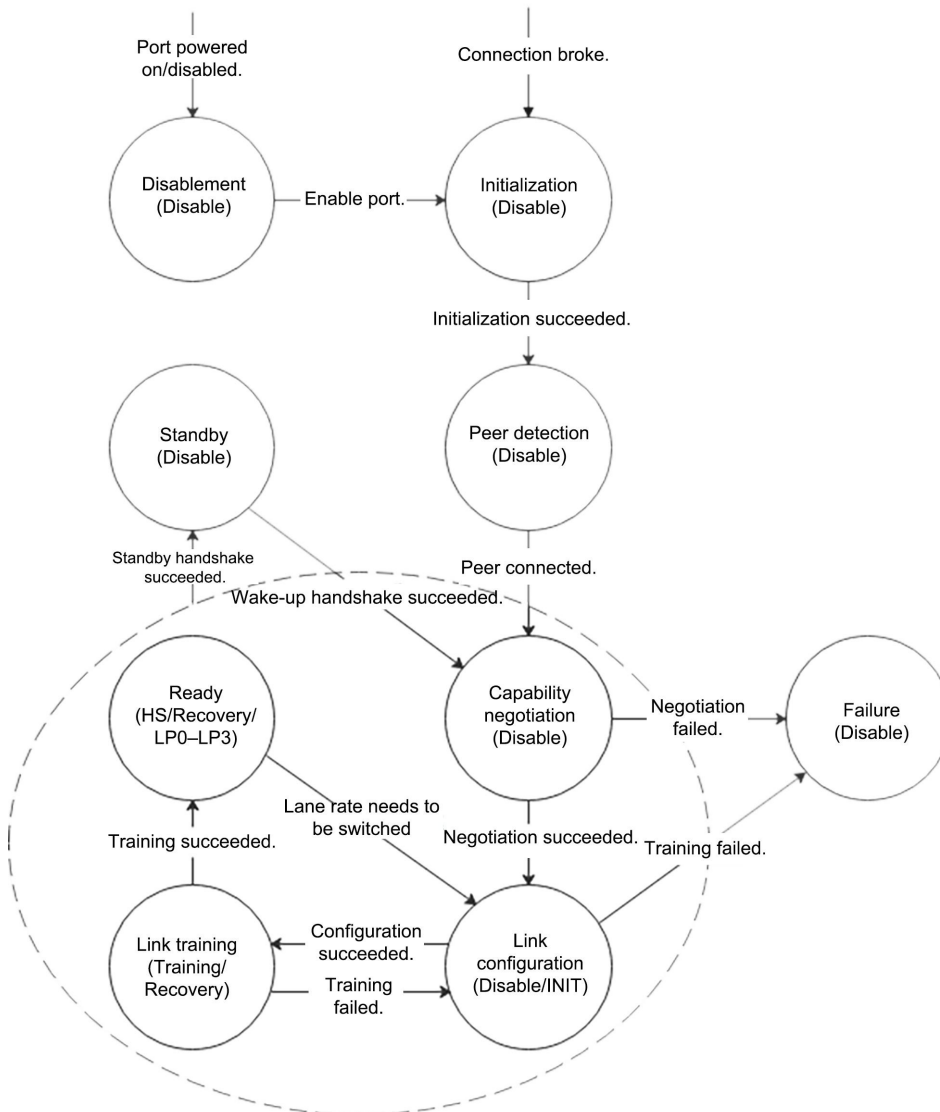 Port powered
on/disabled.
Connection broke.
Disablement
(Disable)
Enable port.
Initialization
(Disable)
Initialization succeeded.
Standby
(Disable)
Peer detection
(Disable)
Standby handshake
succeeded.
Peer connected.
Wake-up handshake succeeded.
Ready
(HS/Recovery/
LP0–LP3)
Capability
negotiation
(Disable)
Negotiation
failed.
Failure
(Disable)
Lane rate needs to
be switched
Training succeeded.
Negotiation succeeded.
Training failed.
Link training
(Training/
Recovery)
Configuration
succeeded.
Training
failed.
Link
configuration
(Disable/INIT)